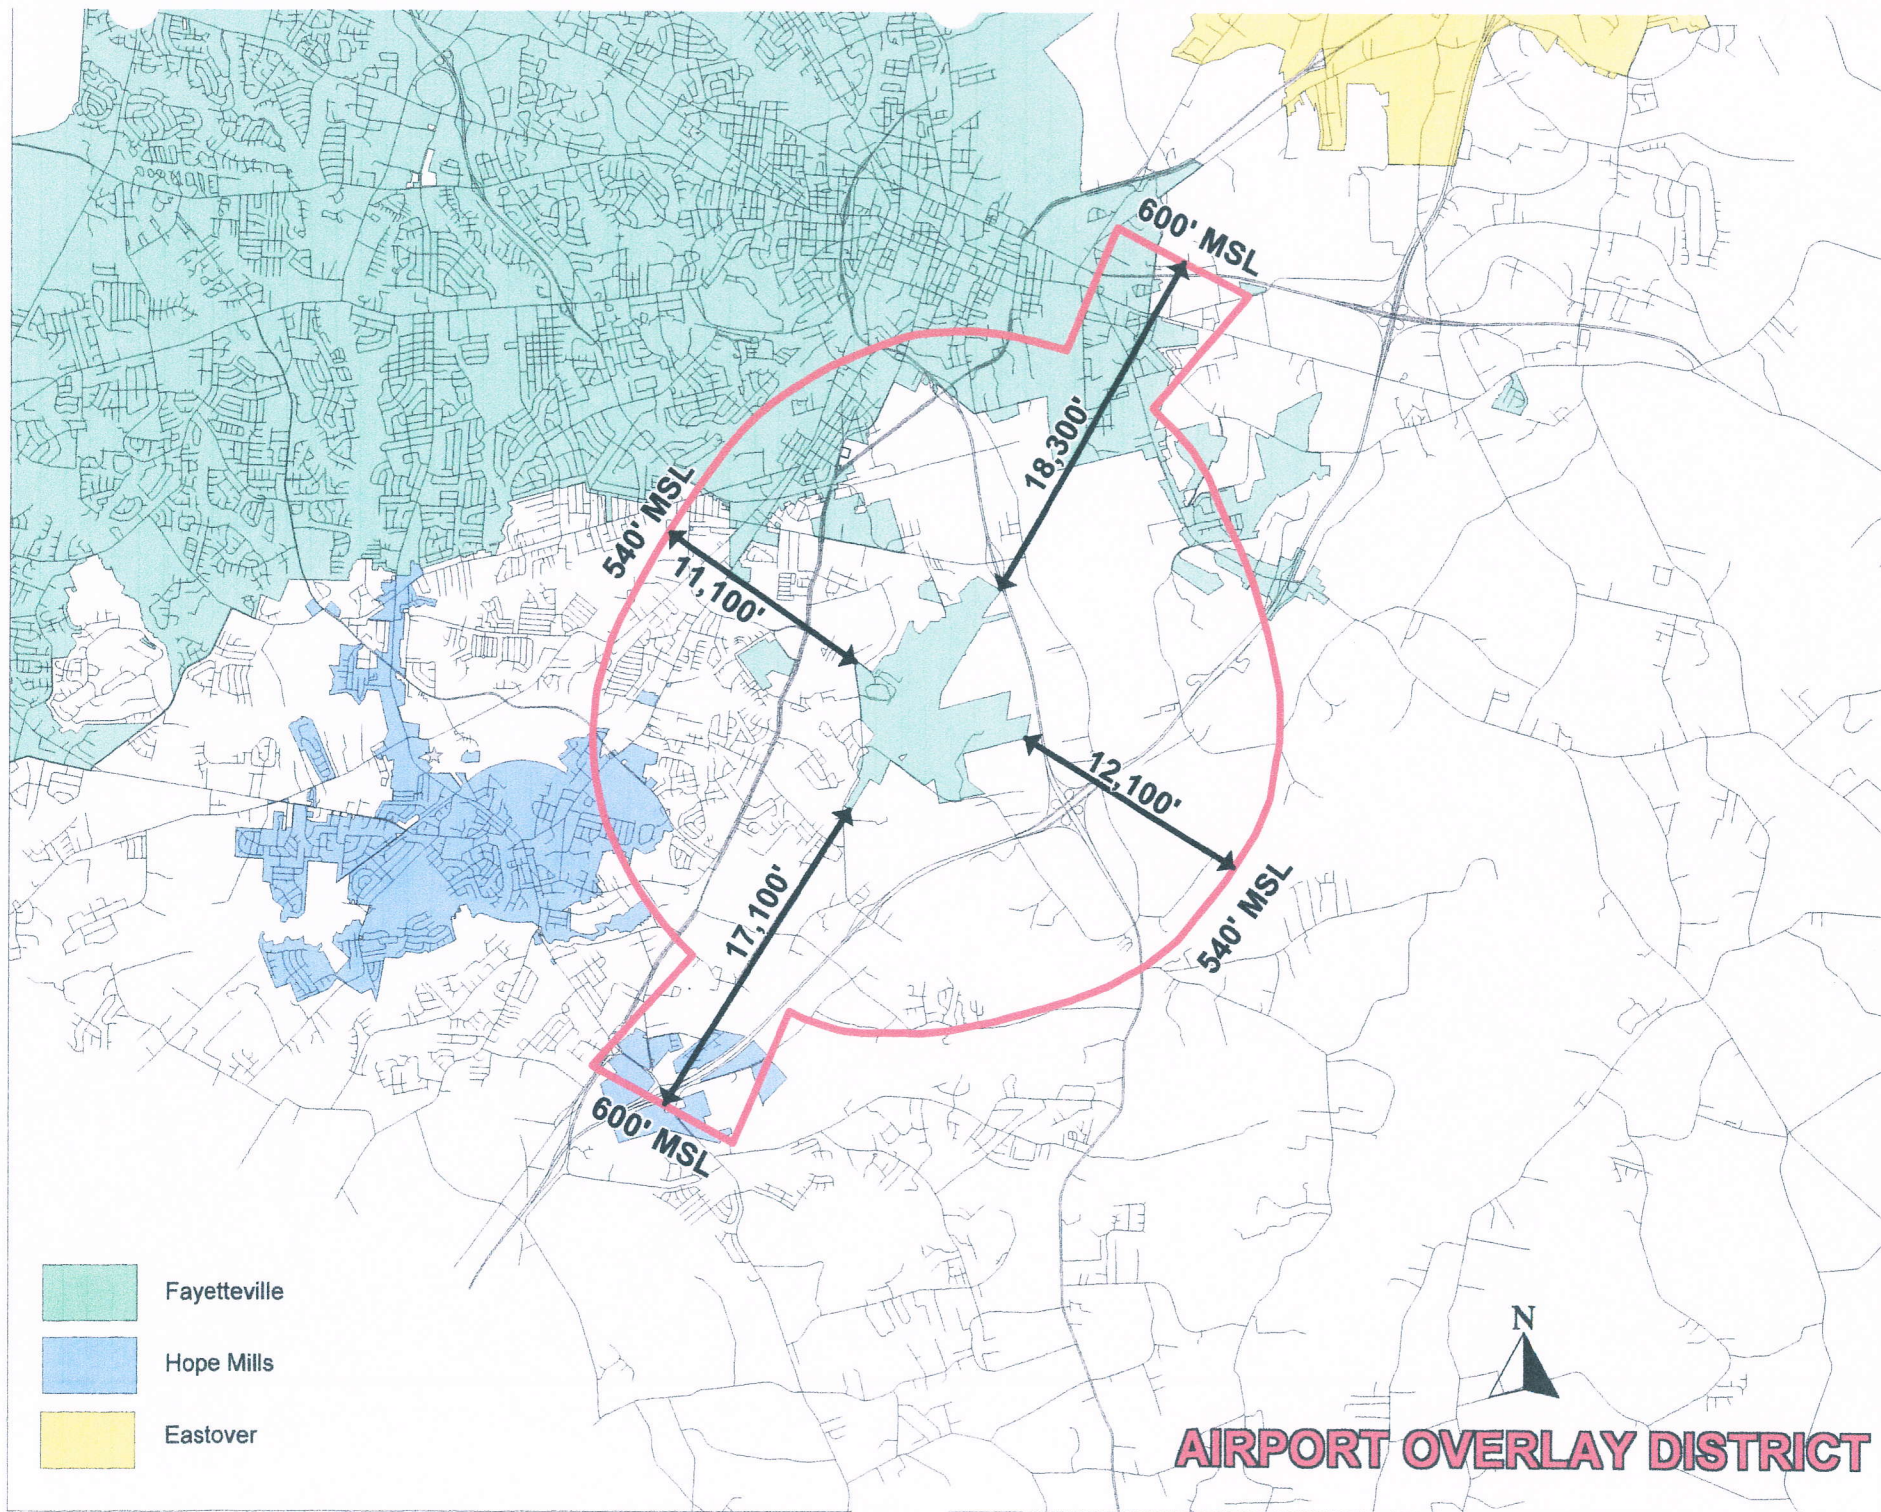 600' MSL
18,300'
540' MSL
11,100'
12,100'
540' MSL
17,100'
600' MSL
Fayetteville
Hope Mills
Eastover
N
AIRPORT OVERLAY DISTRICT